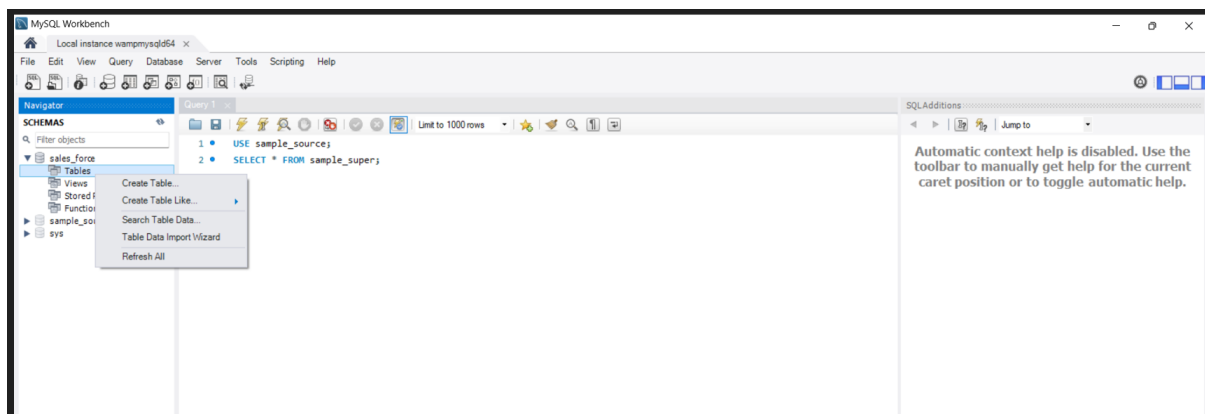 MySQL Workbench
Local instance wampmysqld64
File Edit View Query Database Server Tools Scripting Help
Navigator
SCHEMAS
Filter objects
sales_force
Tables
Views
Stored
Function
sample_sou
sys
Create Table...
Create Table Like...
Search Table Data...
Table Data Import Wizard
Refresh All
Query 1
Limit to 1000 rows
1 USE sample_source;
2 SELECT * FROM sample_super;
SQLAdditions
Jump to
Automatic context help is disabled. Use the
toolbar to manually get help for the current
caret position or to toggle automatic help.